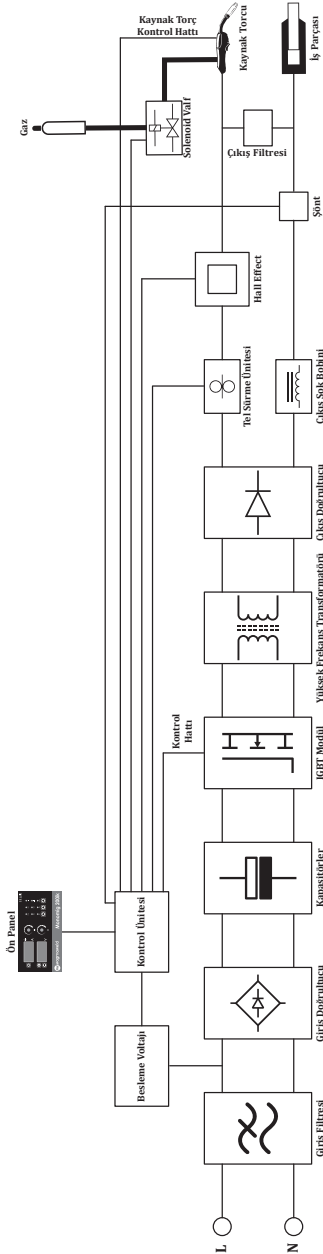 Ön Panel
Kontrol Ünitesi
Besleme Voltajı
Kontrol
Hattı
Gaz
Kaynak Torç
Kontrol Hattı
Solenoid Valf
Kaynak Torcu
İş Parçası
Çıkış Filtresi
Şönt
Hall Effect
Tel Sürme Ünitesi
Çıkış Şok Bobini
Çıkış Doğrultucu
Yüksek Frekans Transformatörü
IGBT Modül
Kapasitörler
Giriş Doğrultucu
Giriş Filtresi
L
N